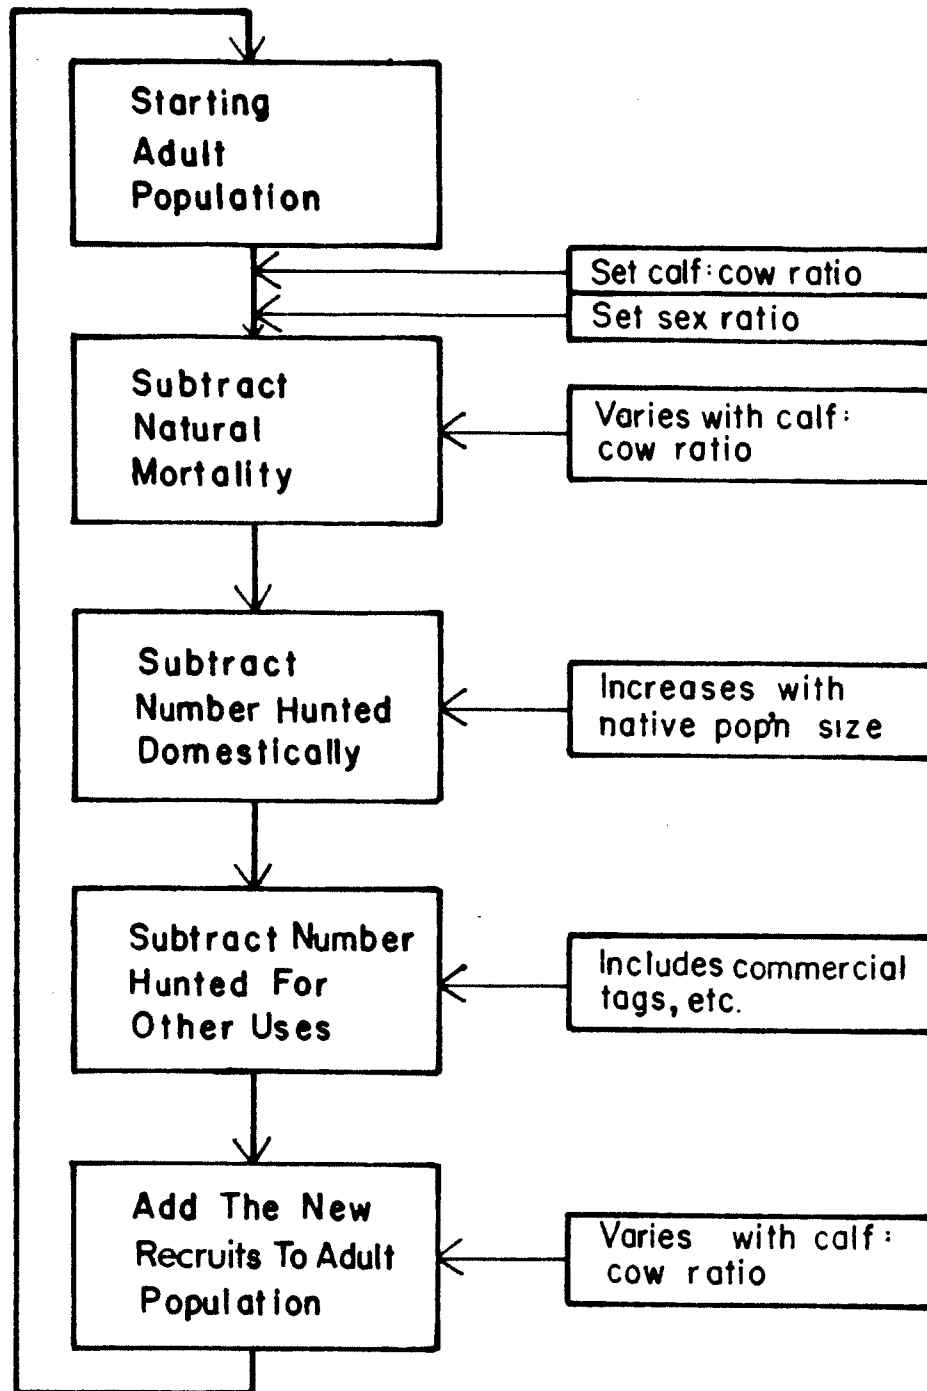 Starting
Adult
Population
Set calf:cow ratio
Set sex ratio
Subtract
Natural
Mortality
Varies with calf:
cow ratio
Subtract
Number Hunted
Domestically
Increases with
native pop'n size
Subtract Number
Hunted For
Other Uses
Includes commercial
tags, etc.
Add The New
Recruits To Adult
Population
Varies with calf:
cow ratio